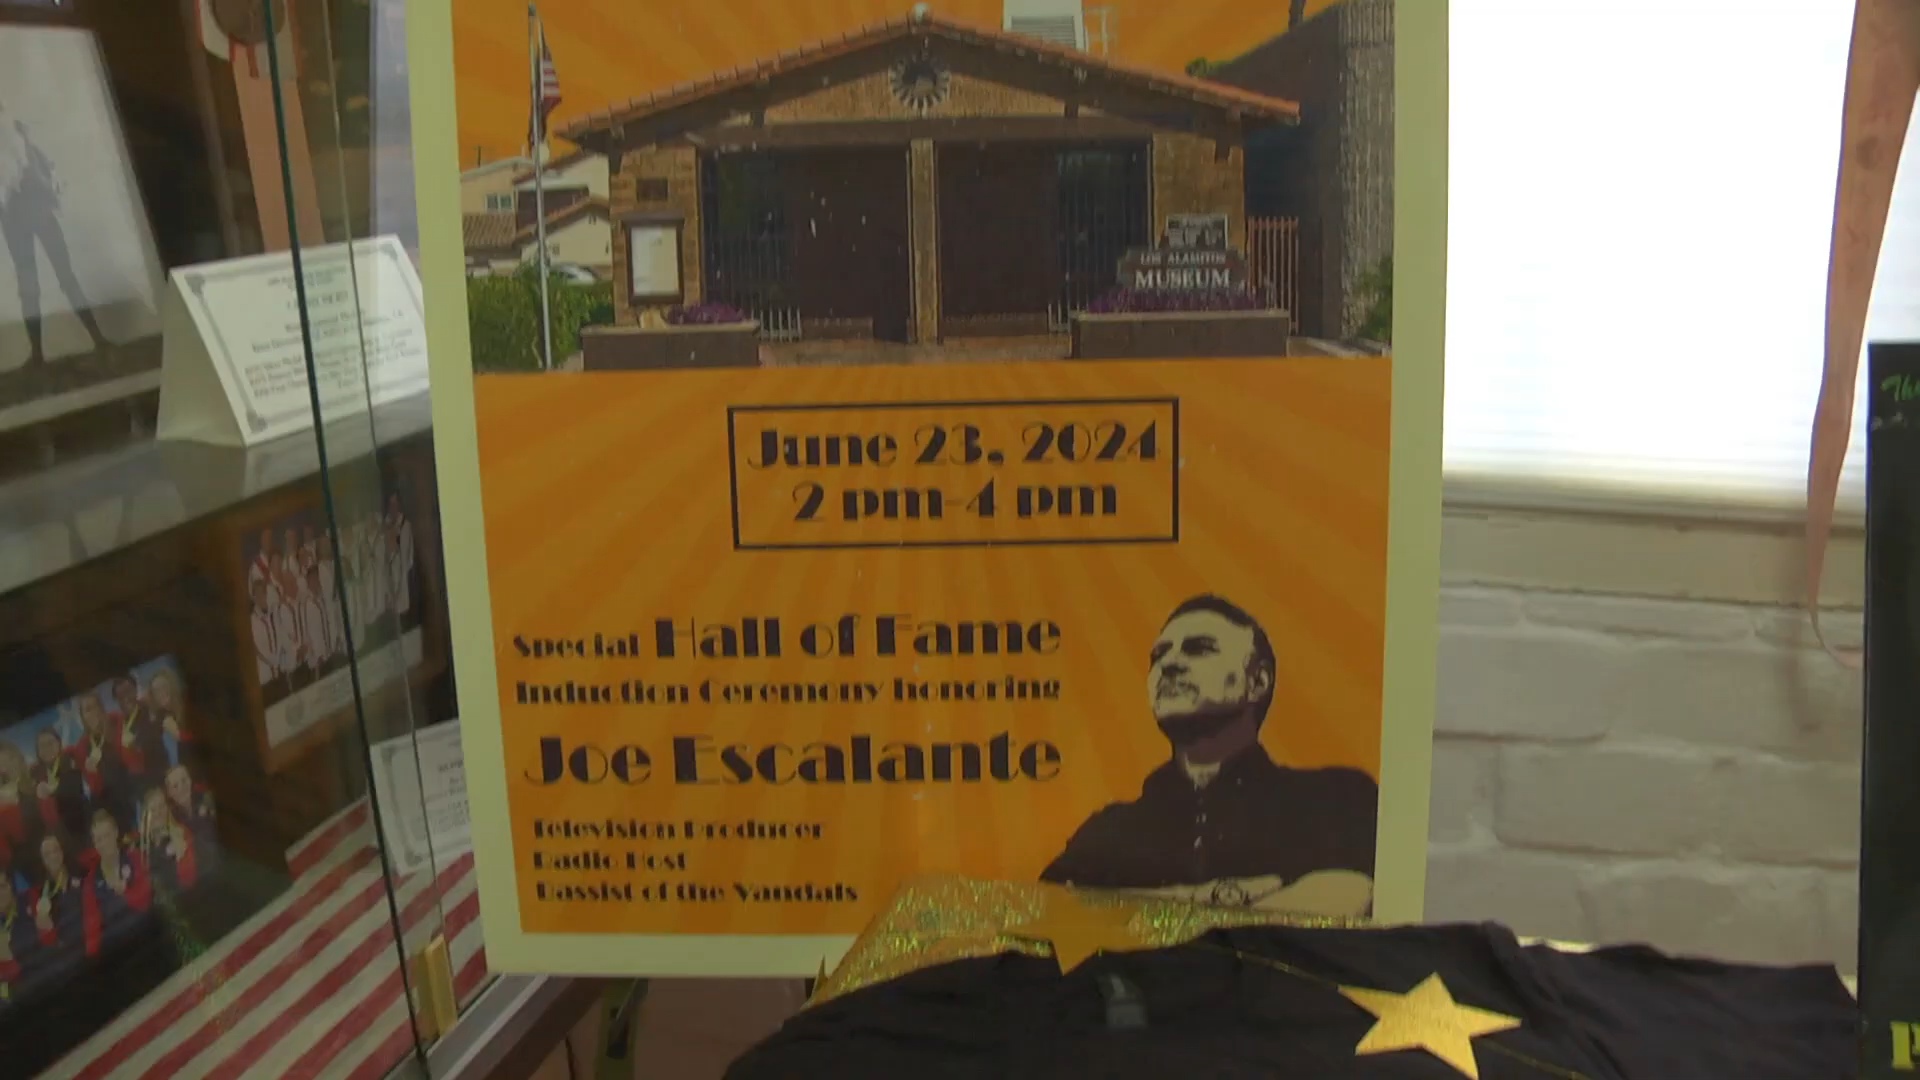 LOS ALAMITOS
MUSEUM
June 23, 2024
2 pm-4 pm
Special Hall of Fame
Induction Ceremony honoring
Joe Escalante
Television Producer
Radio Host
Bassist of the Vandals
The